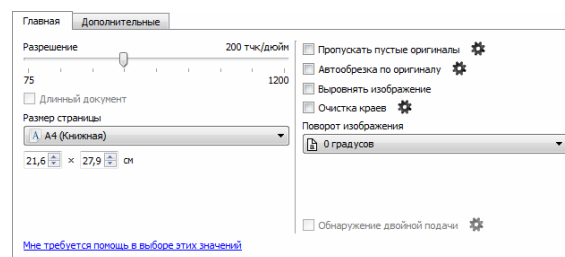 Главная
Дополнительные
Разрешение
200 тчк/дюйм
75
1200
Длинный документ
Размер страницы
A4 (Книжная)
21,6 × 27,9 см
Мне требуется помощь в выборе этих значений
Пропускать пустые оригиналы
Автообрезка по оригиналу
Выровнять изображение
Очистка краев
Поворот изображения
0 градусов
Обнаружение двойной подачи